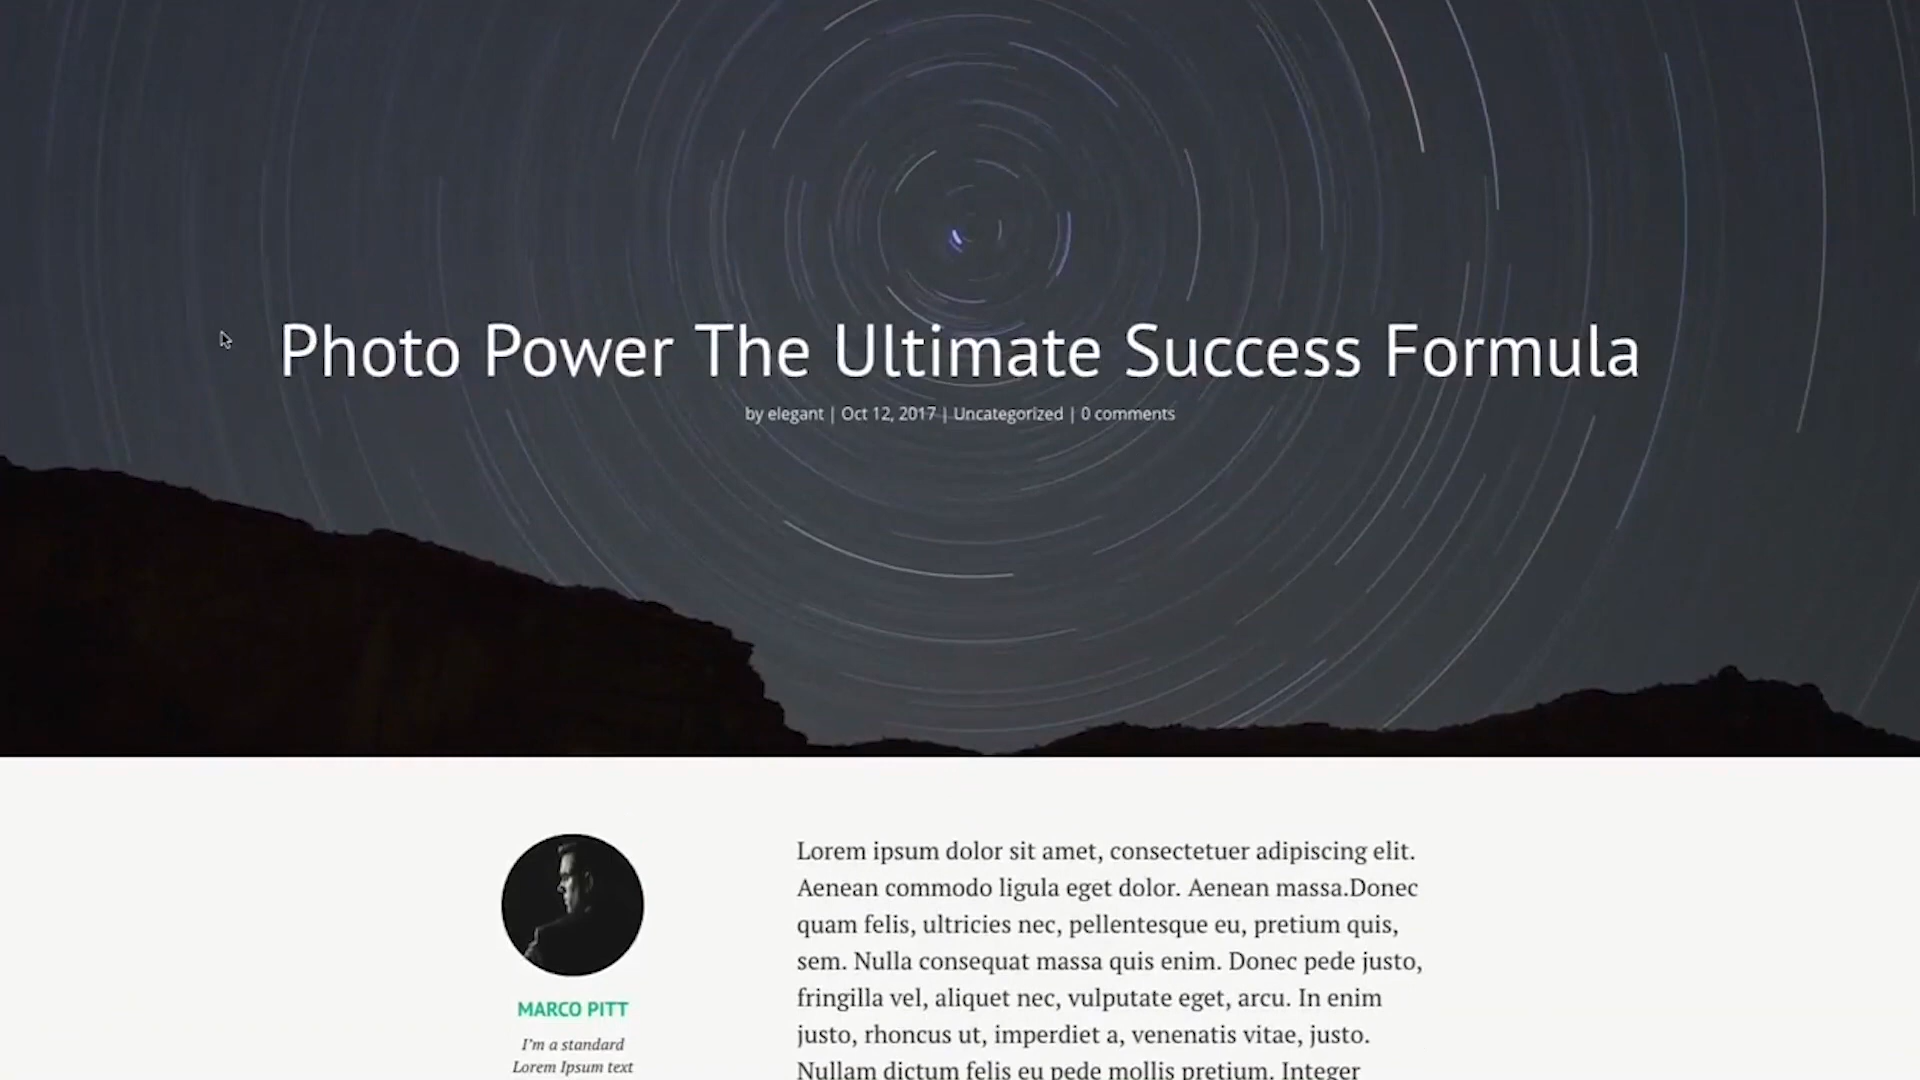 Photo Power The Ultimate Success Formula
by elegant | Oct 12, 2017 | Uncategorized | 0 comments
MARCO PITT
I'm a standard
Lorem Ipsum text
Lorem ipsum dolor sit amet, consectetuer adipiscing elit.
Aenean commodo ligula eget dolor. Aenean massa.Donec
quam felis, ultricies nec, pellentesque eu, pretium quis,
sem. Nulla consequat massa quis enim. Donec pede justo,
fringilla vel, aliquet nec, vulputate eget, arcu. In enim
justo, rhoncus ut, imperdiet a, venenatis vitae, justo.
Nullam dictum felis eu pede mollis pretium. Integer